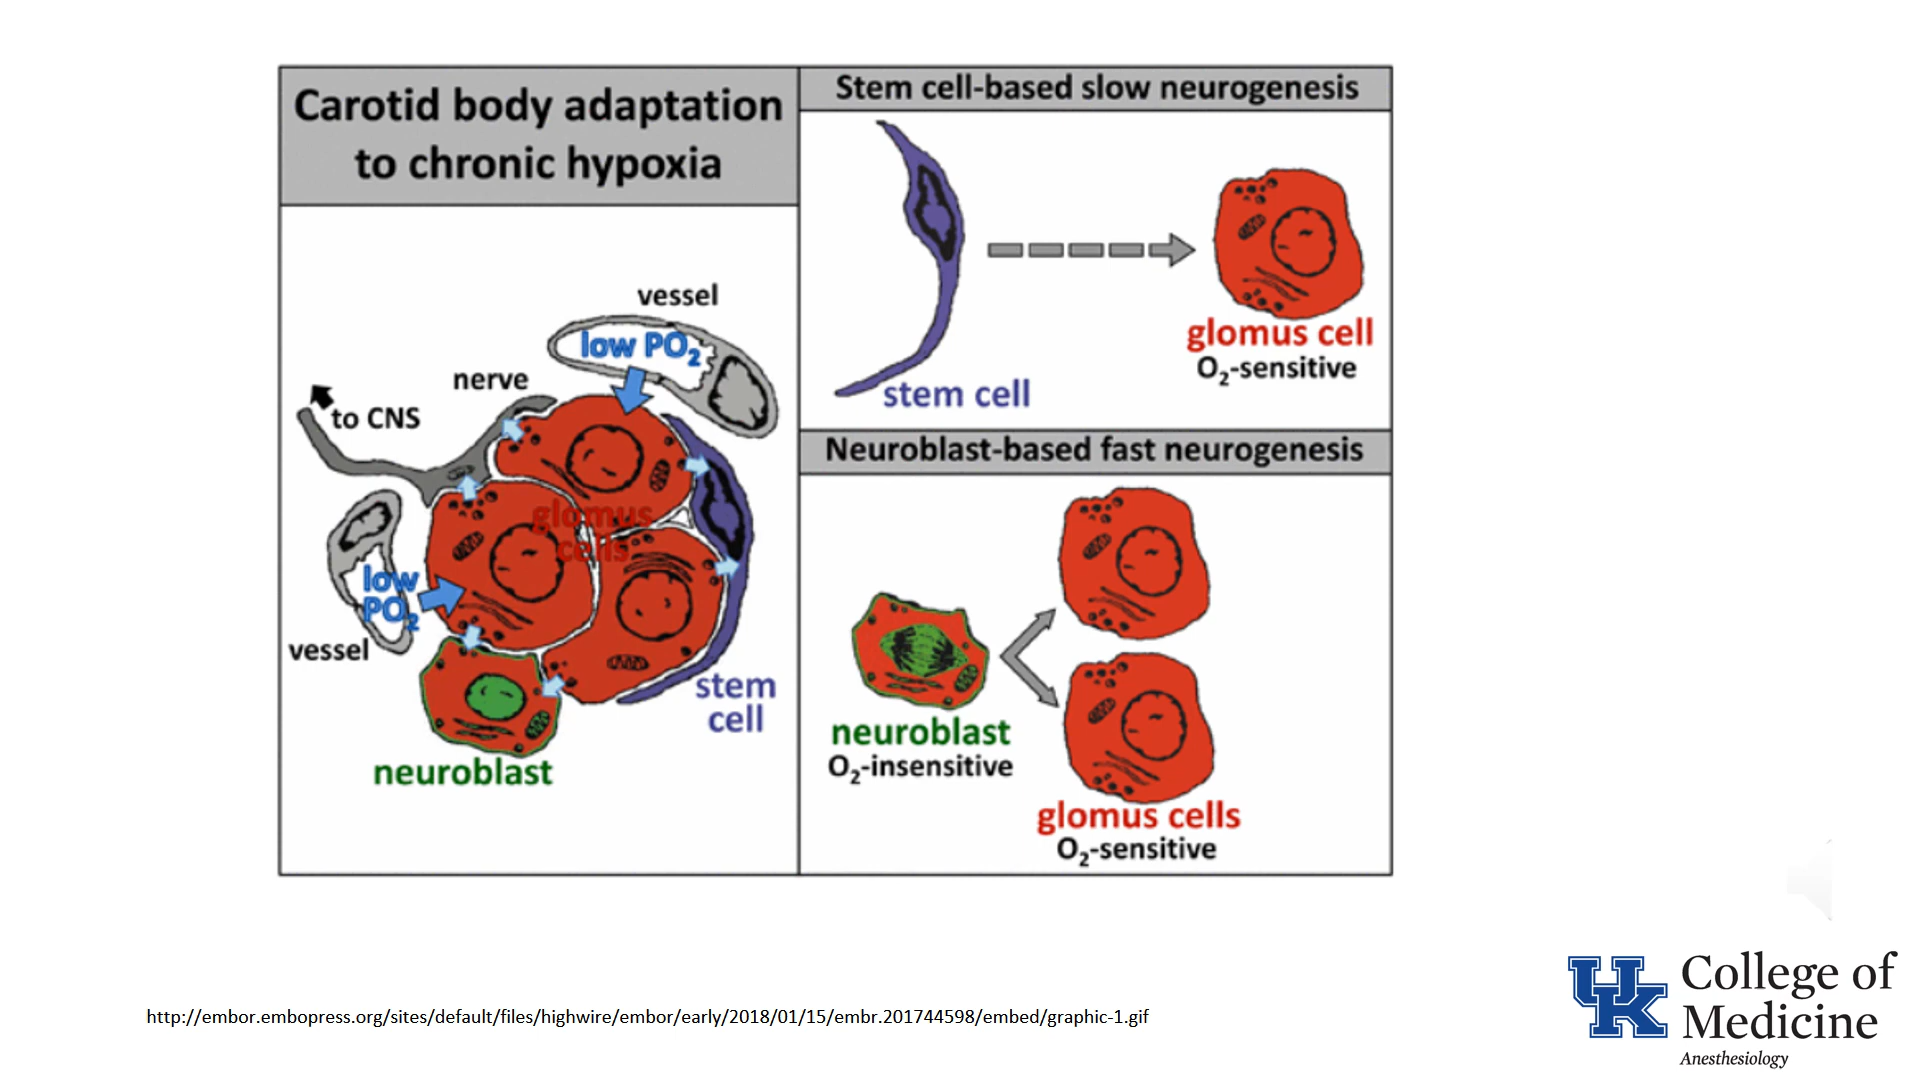 Carotid body adaptation
to chronic hypoxia
vessel
low PO₂
nerve
to CNS
glomus
cells
low
PO₂
vessel
stem
cell
neuroblast
Stem cell-based slow neurogenesis
stem cell
glomus cell
O₂-sensitive
Neuroblast-based fast neurogenesis
neuroblast
O₂-insensitive
glomus cells
O₂-sensitive
http://embor.embopress.org/sites/default/files/highwire/embor/early/2018/01/15/embr.201744598/embed/graphic-1.gif
UK
College of
Medicine
Anesthesiology